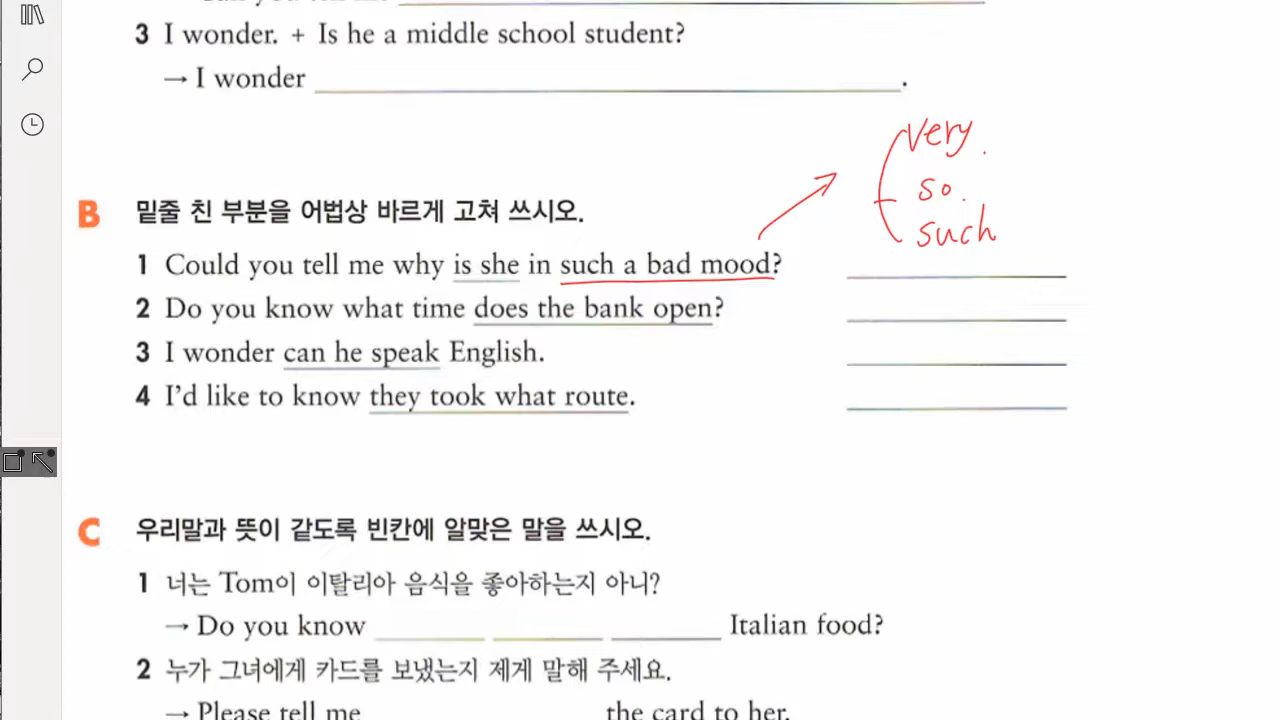 3 I wonder. + Is he a middle school student?
→ I wonder .
very.
so.
such
B 밑줄 친 부분을 어법상 바르게 고쳐 쓰시오.
1 Could you tell me why is she in such a bad mood?
2 Do you know what time does the bank open?
3 I wonder can he speak English.
4 I’d like to know they took what route.
C 우리말과 뜻이 같도록 빈칸에 알맞은 말을 쓰시오.
1 너는 Tom이 이탈리아 음식을 좋아하는지 아니?
→ Do you know Italian food?
2 누가 그녀에게 카드를 보냈는지 제게 말해 주세요.
→ Please tell me the card to her.